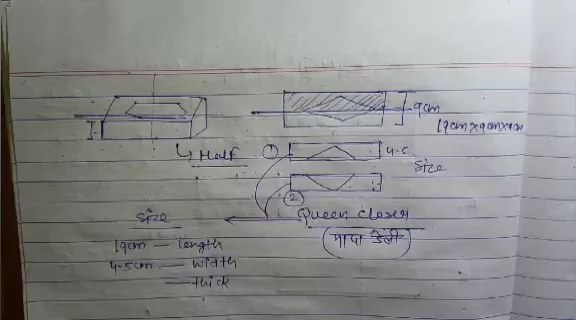 9cm
19cm x 9cm x 9cm
Half
①
4.5
Size
②
Size
Queen closer
19cm — length
4.5cm — width
— thick